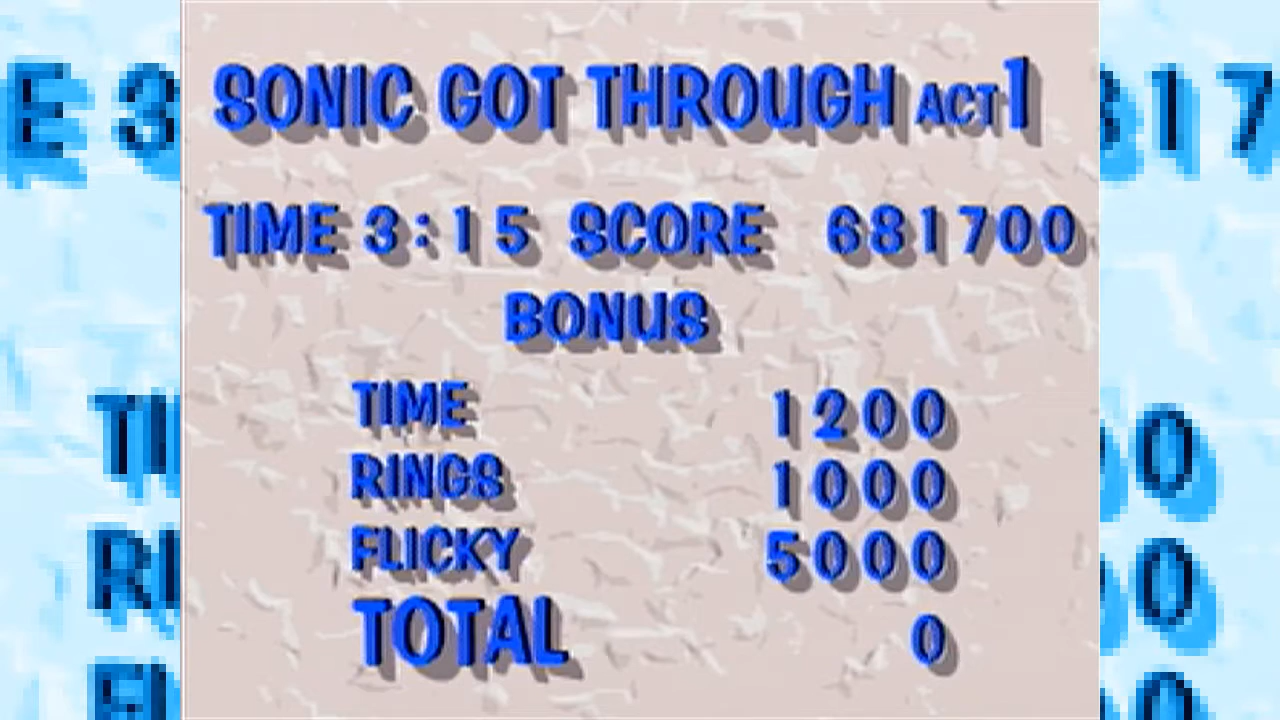 SONIC GOT THROUGH ACT 1
TIME 3:15 SCORE 681700
BONUS
TIME 1200
RINGS 1000
FLICKY 5000
TOTAL 0